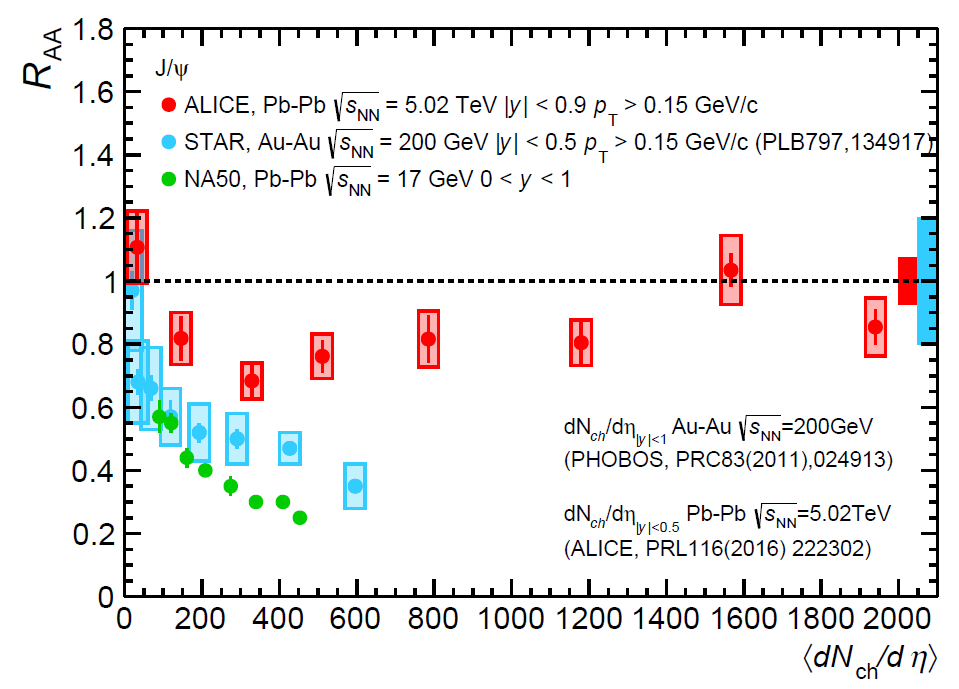 R_AA
1.8
1.6
1.4
1.2
1
0.8
0.6
0.4
0.2
0
J/ψ
ALICE, Pb-Pb √s_NN = 5.02 TeV |y| < 0.9 p_T > 0.15 GeV/c
STAR, Au-Au √s_NN = 200 GeV |y| < 0.5 p_T > 0.15 GeV/c (PLB797,134917)
NA50, Pb-Pb √s_NN = 17 GeV 0 < y < 1
dN_ch/dη_|y|<1 Au-Au √s_NN=200GeV
(PHOBOS, PRC83(2011),024913)
dN_ch/dη_|y|<0.5 Pb-Pb √s_NN=5.02TeV
(ALICE, PRL116(2016) 222302)
0 200 400 600 800 1000 1200 1400 1600 1800 2000
⟨dN_ch/d η⟩